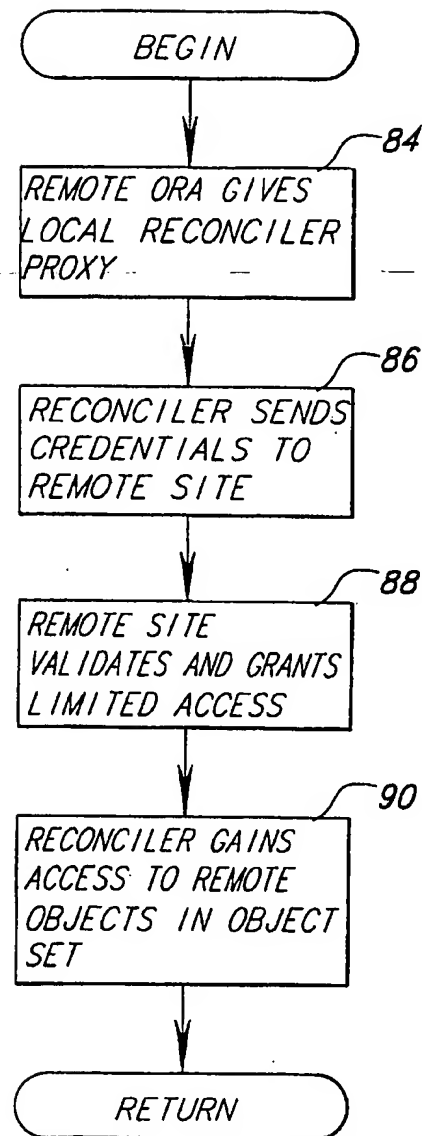 BEGIN
84
REMOTE ORA GIVES
LOCAL RECONCILER
PROXY
86
RECONCILER SENDS
CREDENTIALS TO
REMOTE SITE
88
REMOTE SITE
VALIDATES AND GRANTS
LIMITED ACCESS
90
RECONCILER GAINS
ACCESS TO REMOTE
OBJECTS IN OBJECT
SET
RETURN